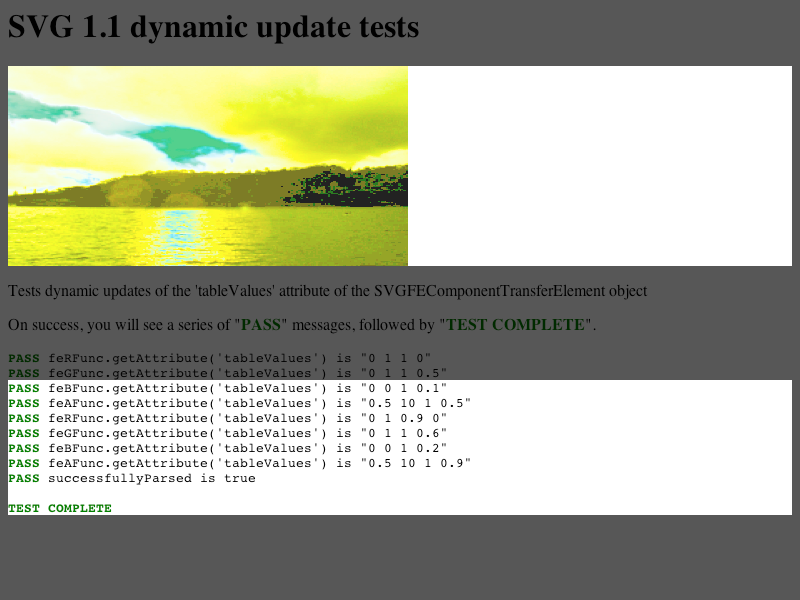 SVG 1.1 dynamic update tests
Tests dynamic updates of the 'tableValues' attribute of the SVGFEComponentTransferElement object
On success, you will see a series of "PASS" messages, followed by "TEST COMPLETE".
PASS feRFunc.getAttribute('tableValues') is "0 1 1 0"
PASS feGFunc.getAttribute('tableValues') is "0 1 1 0.5"
PASS feBFunc.getAttribute('tableValues') is "0 0 1 0.1"
PASS feAFunc.getAttribute('tableValues') is "0.5 10 1 0.5"
PASS feRFunc.getAttribute('tableValues') is "0 1 0.9 0"
PASS feGFunc.getAttribute('tableValues') is "0 1 1 0.6"
PASS feBFunc.getAttribute('tableValues') is "0 0 1 0.2"
PASS feAFunc.getAttribute('tableValues') is "0.5 10 1 0.9"
PASS successfullyParsed is true
TEST COMPLETE